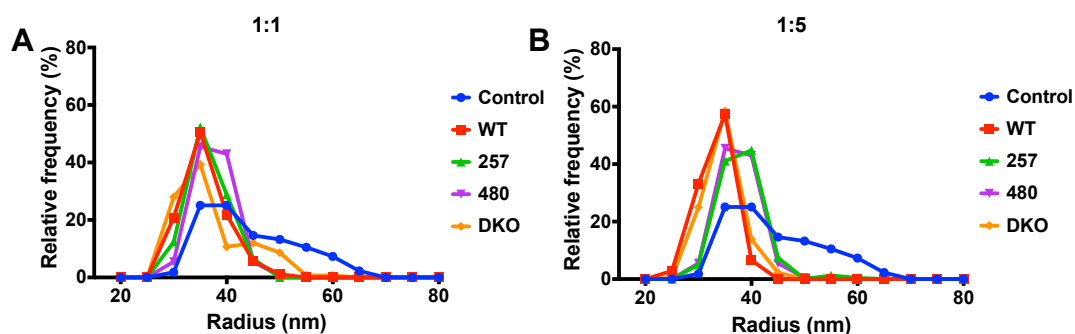 A
1:1
Relative frequency (%)
80
60
40
20
0
20 40 60 80
Radius (nm)
Control
WT
257
480
DKO
B
1:5
Relative frequency (%)
80
60
40
20
0
20 40 60 80
Radius (nm)
Control
WT
257
480
DKO